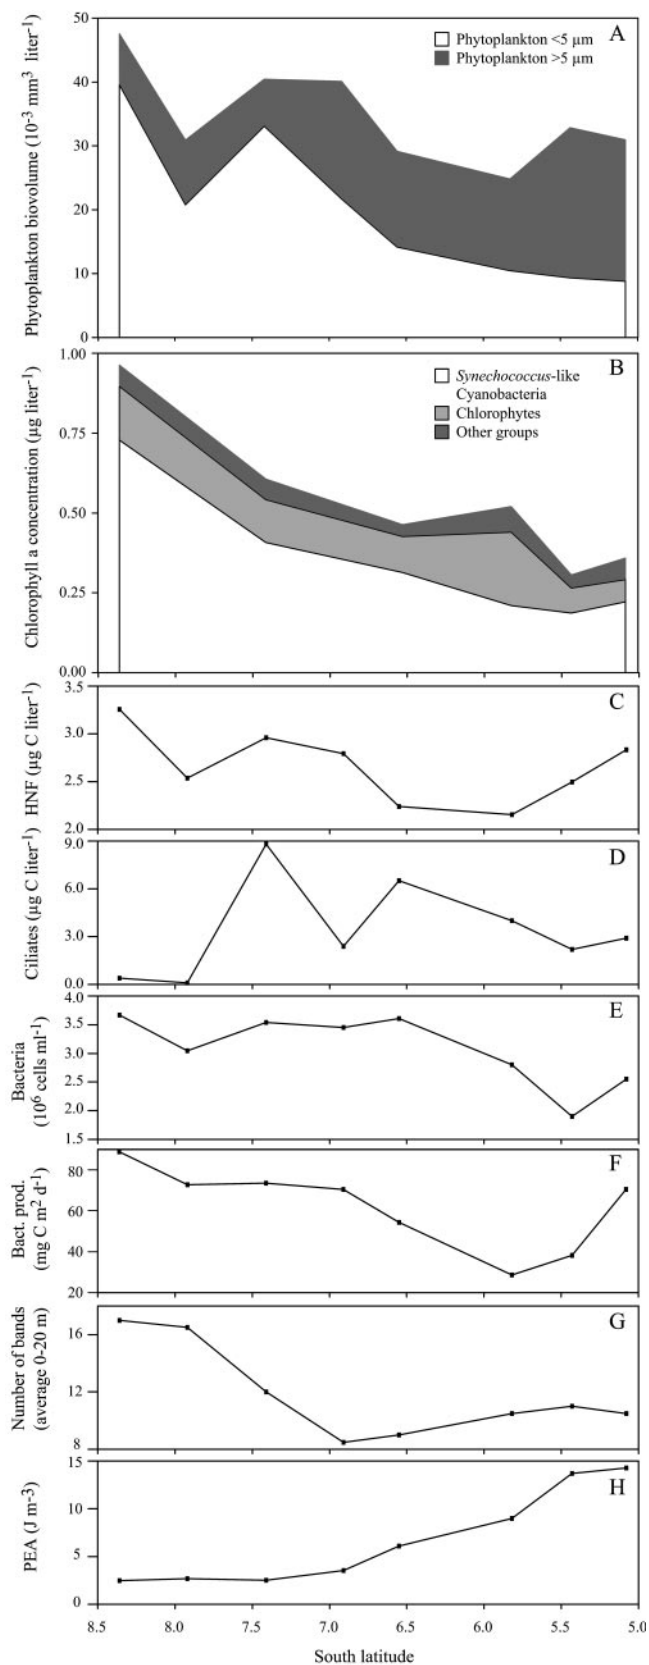 A
Phytoplankton <5 µm
Phytoplankton >5 µm
Phytoplankton biovolume (10-3 mm3 liter-1)
50
40
30
20
10
0
B
Synechococcus-like
Cyanobacteria
Chlorophytes
Other groups
Chlorophyll a concentration (µg liter-1)
1.00
0.75
0.50
0.25
0.00
C
HNF (µg C liter-1)
3.5
3.0
2.5
2.0
D
Ciliates (µg C liter-1)
9.0
6.0
3.0
0.0
E
Bacteria
(106 cells ml-1)
4.0
3.5
3.0
2.5
2.0
1.5
F
Bact. prod.
(mg C m2 d-1)
80
60
40
20
G
Number of bands
(average 0-20 m)
16
12
8
H
PEA (J m-3)
15
10
5
0
8.5 8.0 7.5 7.0 6.5 6.0 5.5 5.0
South latitude